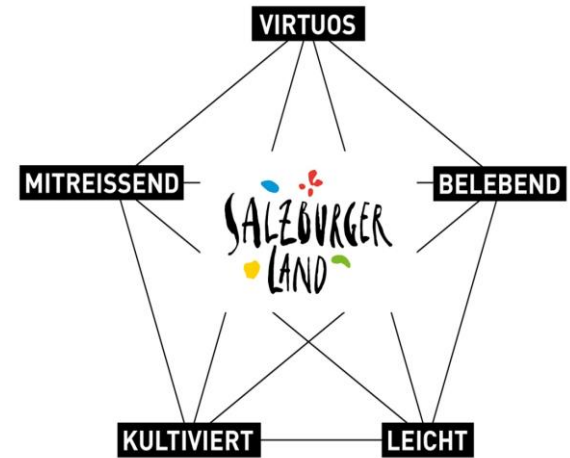 VIRTUOS
MITREISSEND
BELEBEND
SALZBURGER
LAND
KULTIVIERT
LEICHT